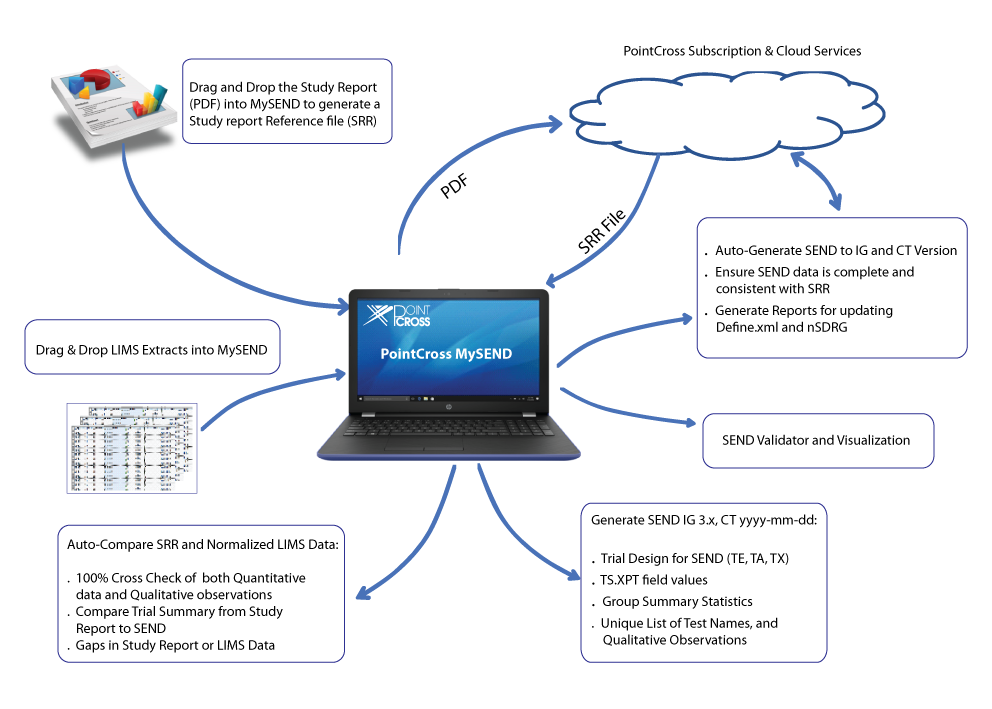 PointCross Subscription & Cloud Services
Drag and Drop the Study Report
(PDF) into MySEND to generate a
Study report Reference file (SRR)
PDF
SRR File
. Auto-Generate SEND to IG and CT Version
. Ensure SEND data is complete and
consistent with SRR
. Generate Reports for updating
Define.xml and nSDRG
POINT
CROSS
PointCross MySEND
Drag & Drop LIMS Extracts into MySEND
SEND Validator and Visualization
Auto-Compare SRR and Normalized LIMS Data:
. 100% Cross Check of both Quantitative
data and Qualitative observations
. Compare Trial Summary from Study
Report to SEND
. Gaps in Study Report or LIMS Data
Generate SEND IG 3.x, CT yyyy-mm-dd:
. Trial Design for SEND (TE, TA, TX)
. TS.XPT field values
. Group Summary Statistics
. Unique List of Test Names, and
Qualitative Observations